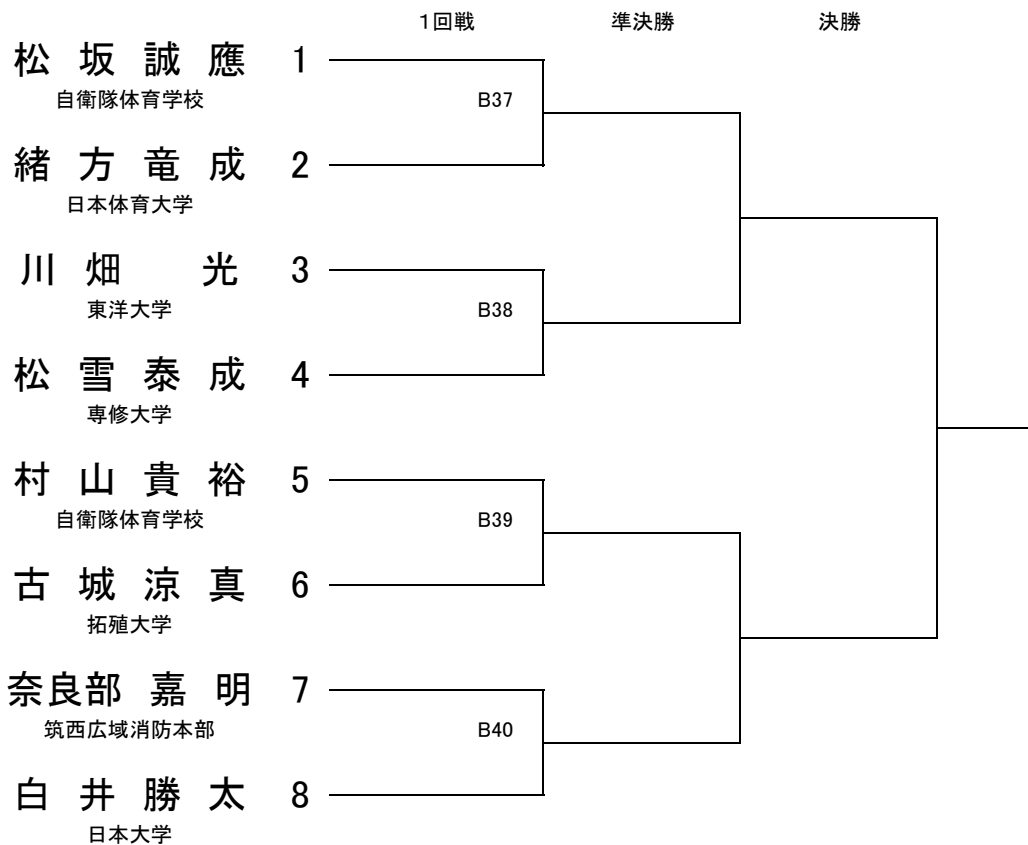 1回戦 準決勝 決勝
松坂誠應 1
自衛隊体育学校
B37
緒方竜成 2
日本体育大学
川畑 光 3
東洋大学
B38
松雪泰成 4
専修大学
村山貴裕 5
自衛隊体育学校
B39
古城涼真 6
拓殖大学
奈良部 嘉明 7
筑西広域消防本部
B40
白井勝太 8
日本大学